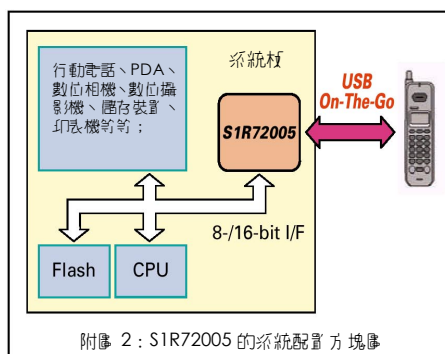 行動電話、PDA、
數位相機、數位攝
影機、儲存裝置、
印表機等等；
系統板
USB
On-The-Go
S1R72005
8-/16-bit I/F
Flash
CPU
附圖 2：S1R72005 的系統配置方塊圖